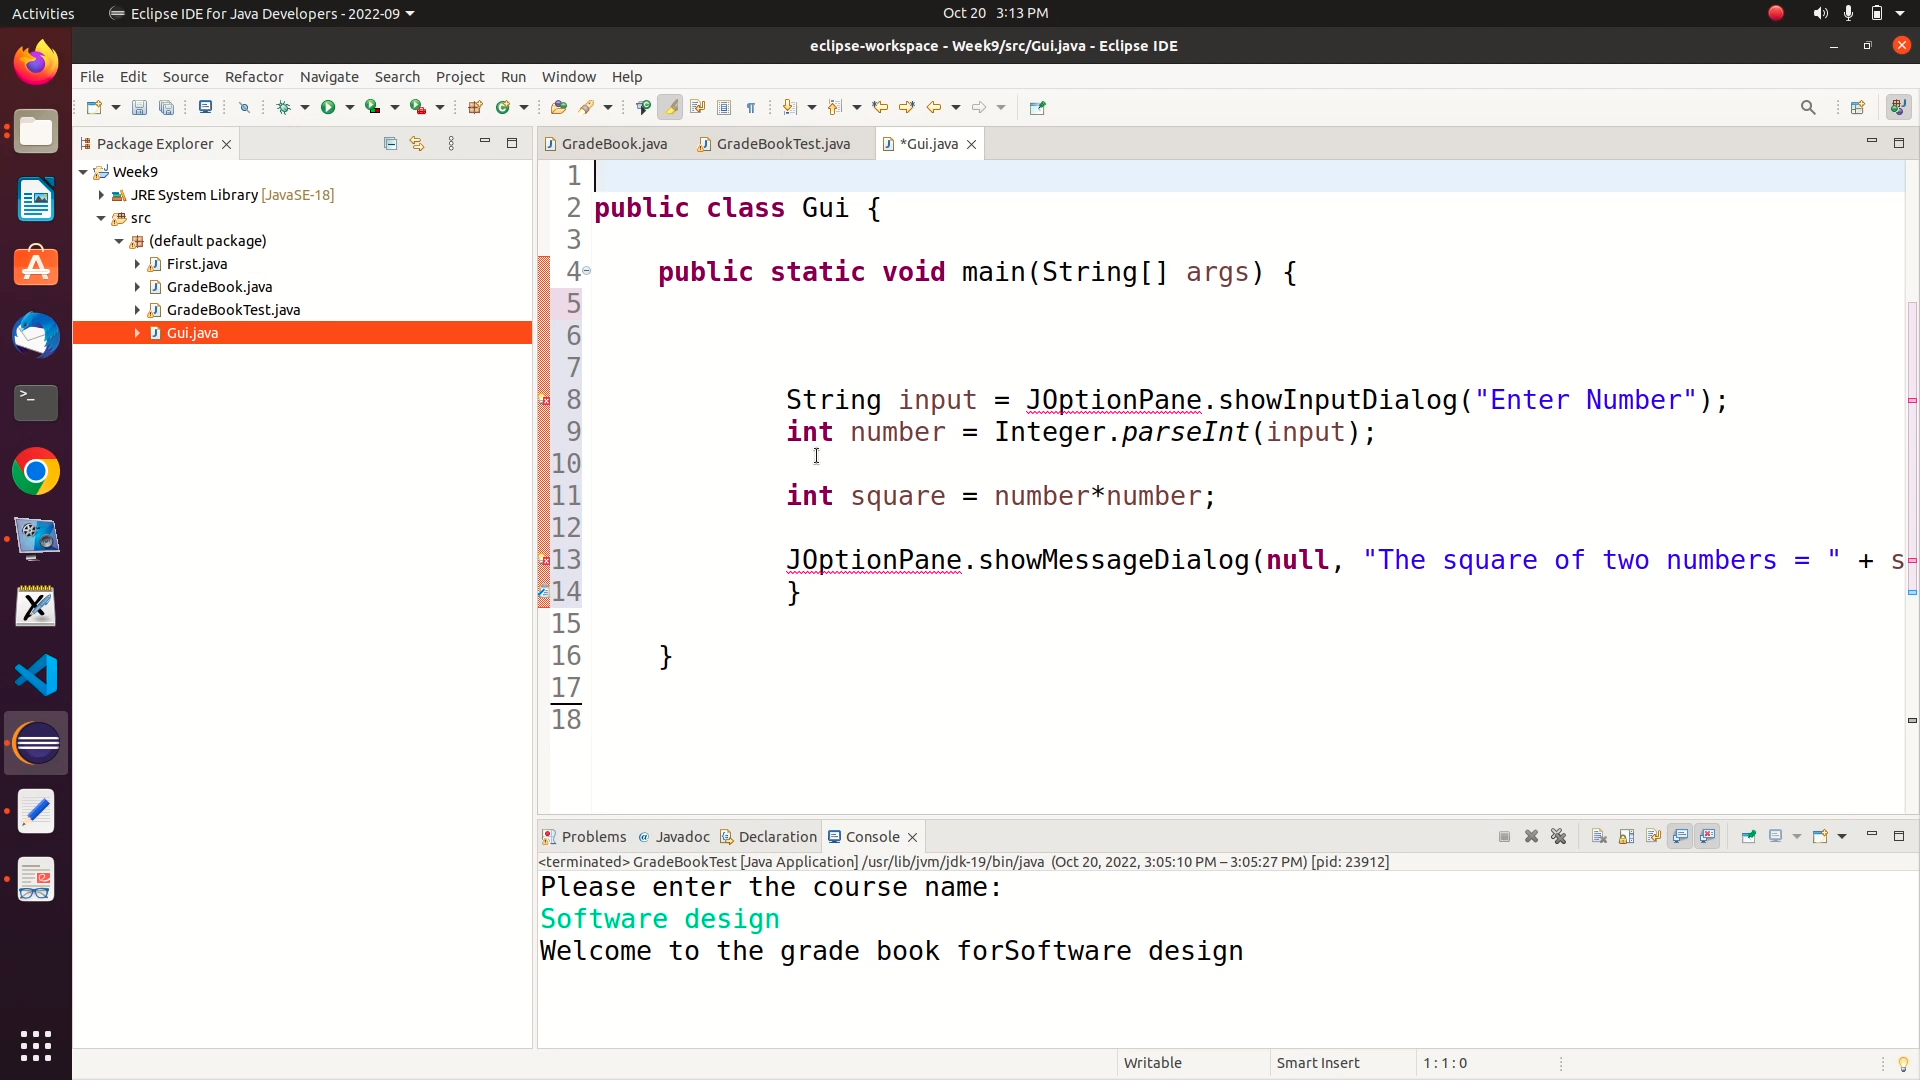 Activities
Eclipse IDE for Java Developers - 2022-09
Oct 20 3:13 PM
eclipse-workspace - Week9/src/Gui.java - Eclipse IDE
File Edit Source Refactor Navigate Search Project Run Window Help
Package Explorer
GradeBook.java
GradeBookTest.java
*Gui.java
Week9
JRE System Library [JavaSE-18]
src
(default package)
First.java
GradeBook.java
GradeBookTest.java
Gui.java
1
2 public class Gui {
3
4 public static void main(String[] args) {
5
6
7
8 String input = JOptionPane.showInputDialog("Enter Number");
9 int number = Integer.parseInt(input);
10
11 int square = number*number;
12
13 JOptionPane.showMessageDialog(null, "The square of two numbers = " + s
14 }
15
16 }
17
18
Problems @ Javadoc Declaration Console
<terminated> GradeBookTest [Java Application] /usr/lib/jvm/jdk-19/bin/java (Oct 20, 2022, 3:05:10 PM – 3:05:27 PM) [pid: 23912]
Please enter the course name:
Software design
Welcome to the grade book forSoftware design
Writable
Smart Insert
1 : 1 : 0